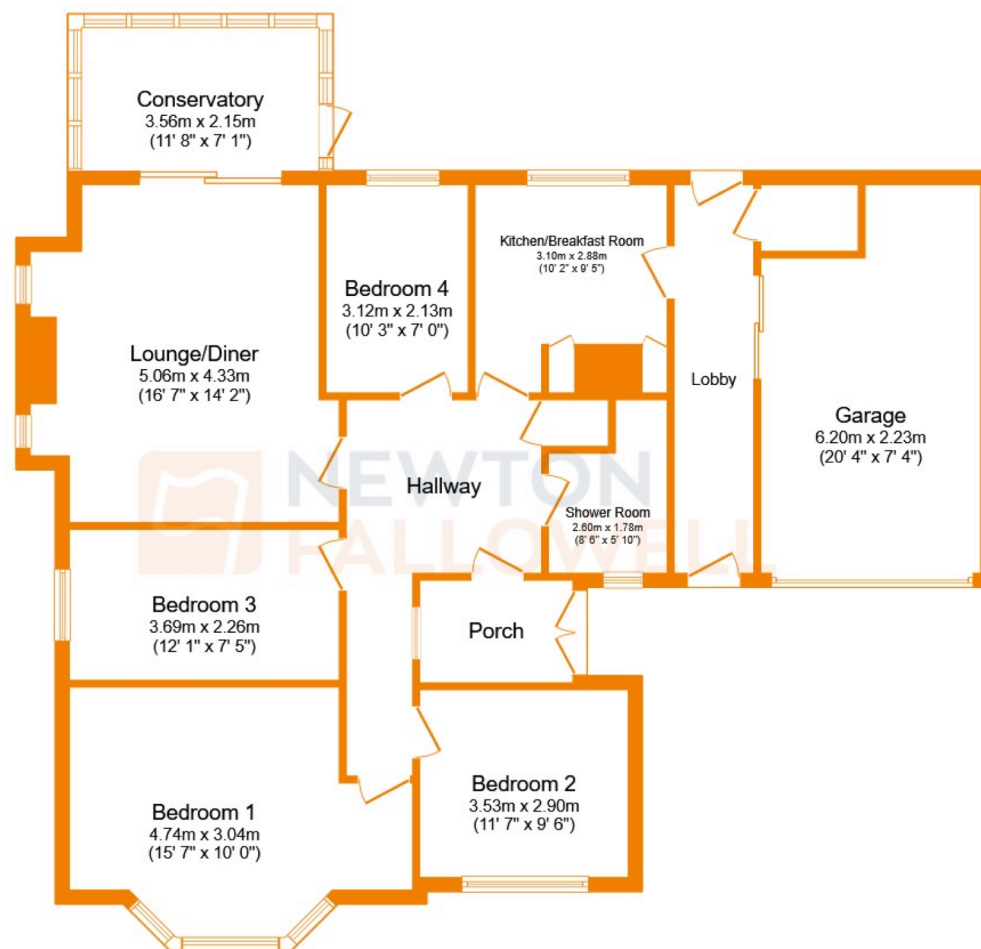 Conservatory
3.56m x 2.15m
(11' 8" x 7' 1")
Kitchen/Breakfast Room
3.10m x 2.88m
(10' 2" x 9' 5")
Bedroom 4
3.12m x 2.13m
(10' 3" x 7' 0")
Lounge/Diner
5.06m x 4.33m
(16' 7" x 14' 2")
Lobby
Garage
6.20m x 2.23m
(20' 4" x 7' 4")
NEWTON
FALLOWELL
Hallway
Shower Room
2.60m x 1.78m
(8' 6" x 5' 10")
Bedroom 3
3.69m x 2.26m
(12' 1" x 7' 5")
Porch
Bedroom 2
3.53m x 2.90m
(11' 7" x 9' 6")
Bedroom 1
4.74m x 3.04m
(15' 7" x 10' 0")